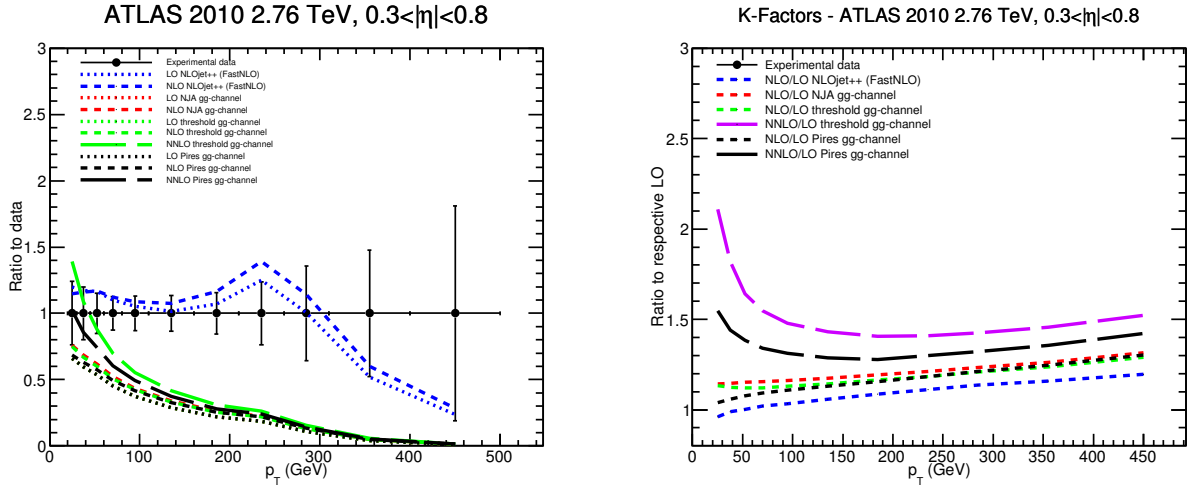 ATLAS 2010 2.76 TeV, 0.3<|η|<0.8
Ratio to data
3
2.5
2
1.5
1
0.5
0
Experimental data
LO NLOjet++ (FastNLO)
NLO NLOjet++ (FastNLO)
LO NJA gg-channel
NLO NJA gg-channel
LO threshold gg-channel
NLO threshold gg-channel
NNLO threshold gg-channel
LO Pires gg-channel
NLO Pires gg-channel
NNLO Pires gg-channel
0 100 200 300 400 500
p_T (GeV)
K-Factors - ATLAS 2010 2.76 TeV, 0.3<|η|<0.8
Ratio to respective LO
3
2.5
2
1.5
1
Experimental data
NLO/LO NLOjet++ (FastNLO)
NLO/LO NJA gg-channel
NLO/LO threshold gg-channel
NNLO/LO threshold gg-channel
NLO/LO Pires gg-channel
NNLO/LO Pires gg-channel
0 50 100 150 200 250 300 350 400 450
p_T (GeV)